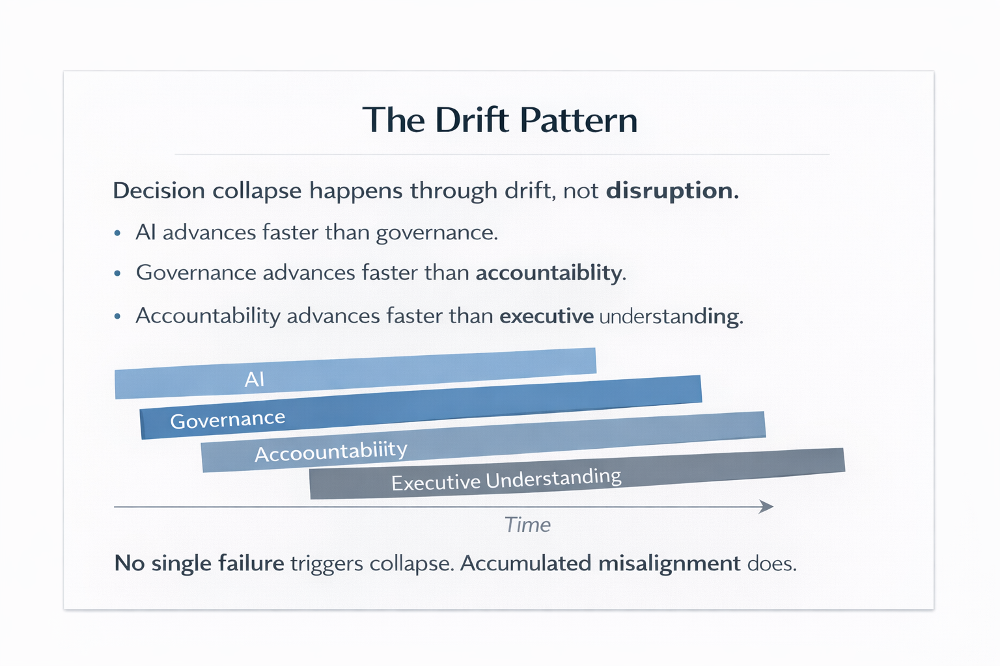 The Drift Pattern
Decision collapse happens through drift, not disruption.
• AI advances faster than governance.
• Governance advances faster than accountaiblity.
• Accountability advances faster than executive understanding.
AI
Governance
Accoountabiiity
Executive Understanding
Time
No single failure triggers collapse. Accumulated misalignment does.